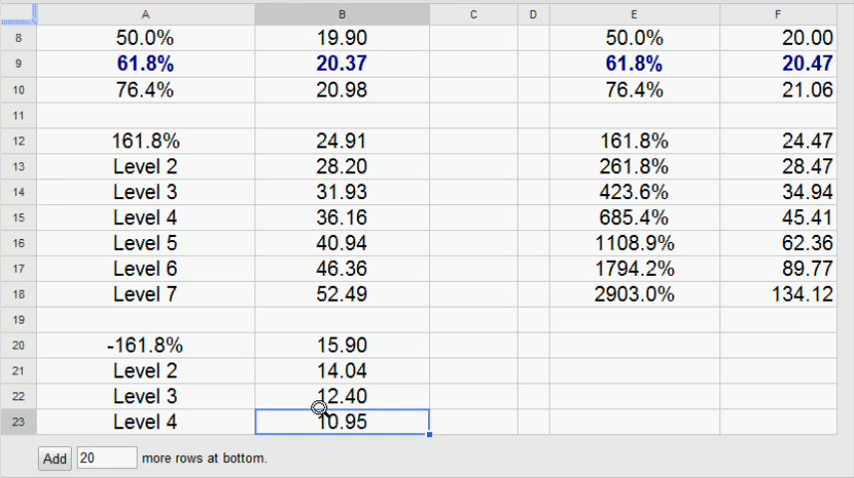 A B C D E F
8 50.0% 19.90 50.0% 20.00
9 61.8% 20.37 61.8% 20.47
10 76.4% 20.98 76.4% 21.06
11
12 161.8% 24.91 161.8% 24.47
13 Level 2 28.20 261.8% 28.47
14 Level 3 31.93 423.6% 34.94
15 Level 4 36.16 685.4% 45.41
16 Level 5 40.94 1108.9% 62.36
17 Level 6 46.36 1794.2% 89.77
18 Level 7 52.49 2903.0% 134.12
19
20 -161.8% 15.90
21 Level 2 14.04
22 Level 3 12.40
23 Level 4 10.95
Add 20 more rows at bottom.